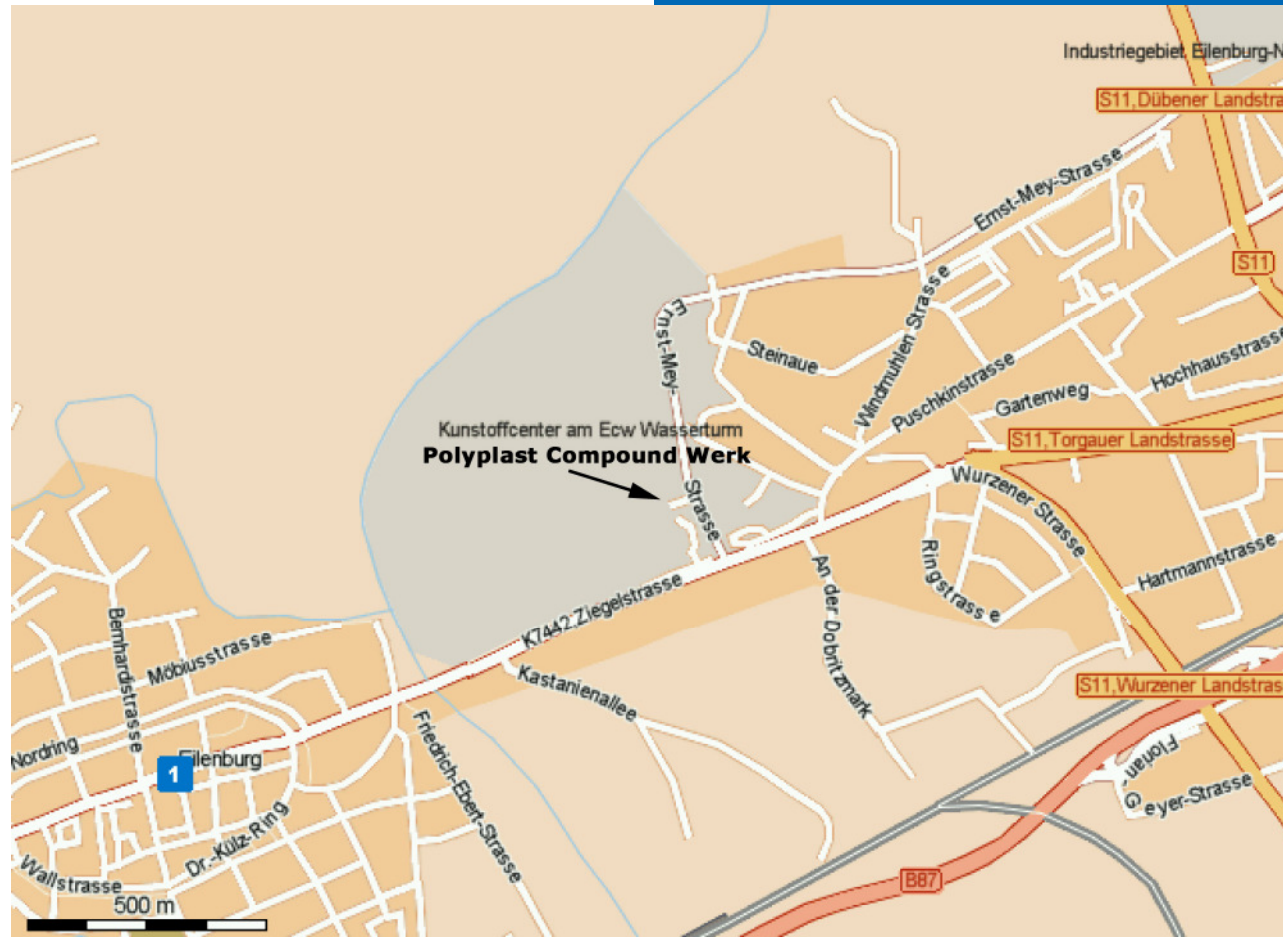 Industriegebiet Eilenburg-N
S11,Dübener Landstra
Ernst-Mey-Strasse
S11
Ernst-Mey-
Strasse
Steinaue
Windmuhlen Strasse
Puschkinstrasse
Hochhausstrasse
Gartenweg
Kunstoffcenter am Ecw Wasserturm
Polyplast Compound Werk
S11,Torgauer Landstrasse
Wurzener Strasse
Ringstrasse
Hartmannstrasse
An der Dobritzmark
K7442 Ziegelstrasse
Kastanienallee
Bernhardstrasse
Möbiusstrasse
S11,Wurzener Landstras
Friedrich-Ebert-Strasse
Nordring
Eilenburg
1
Florian-Geyer-Strasse
Dr.-Külz-Ring
Wallstrasse
B87
500 m